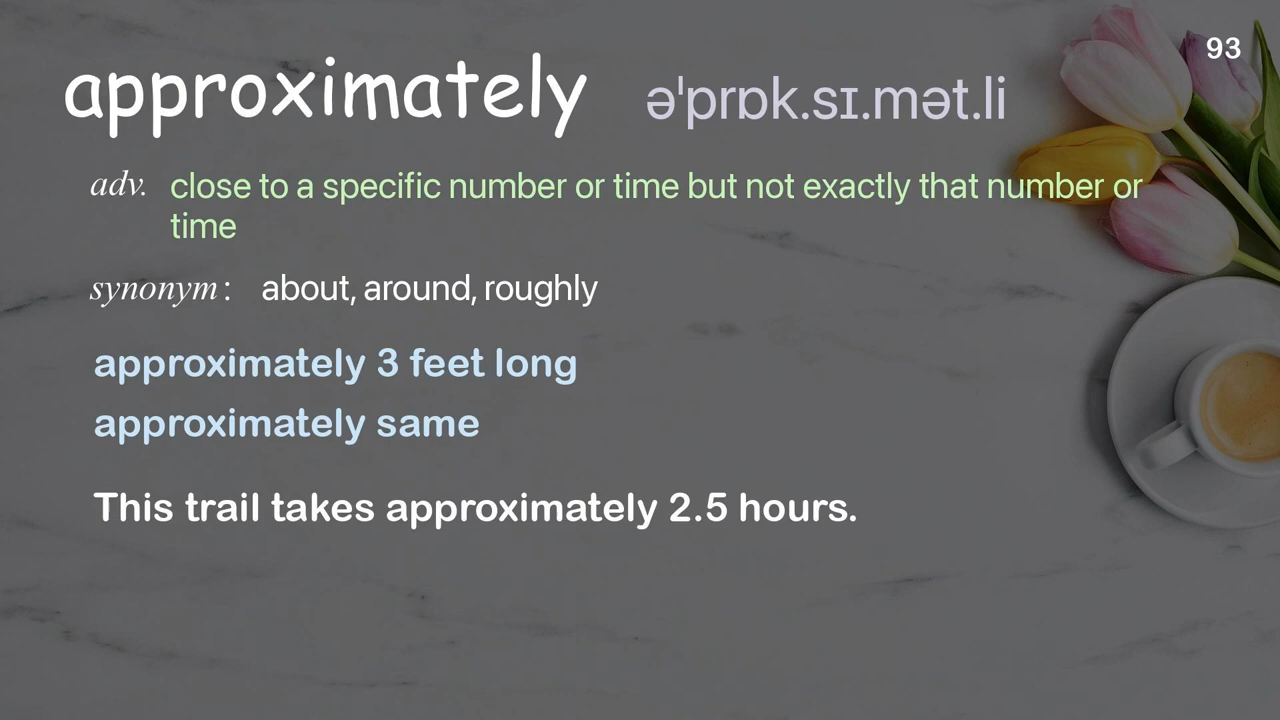 93
approximately əˈprɒk.sɪ.mət.li
adv. close to a specific number or time but not exactly that number or
time
synonym: about, around, roughly
approximately 3 feet long
approximately same
This trail takes approximately 2.5 hours.